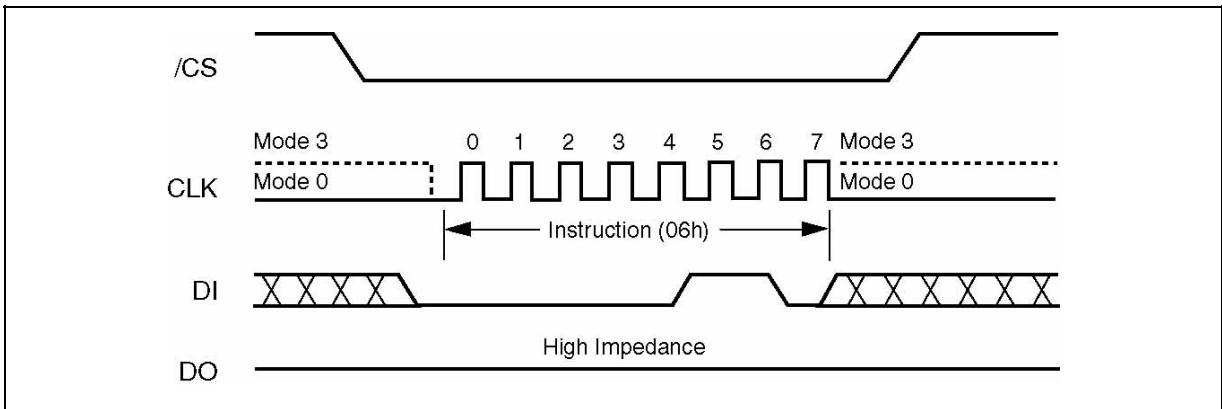 /CS
Mode 3 0 1 2 3 4 5 6 7 Mode 3
CLK Mode 0 Mode 0
Instruction (06h)
DI
High Impedance
DO